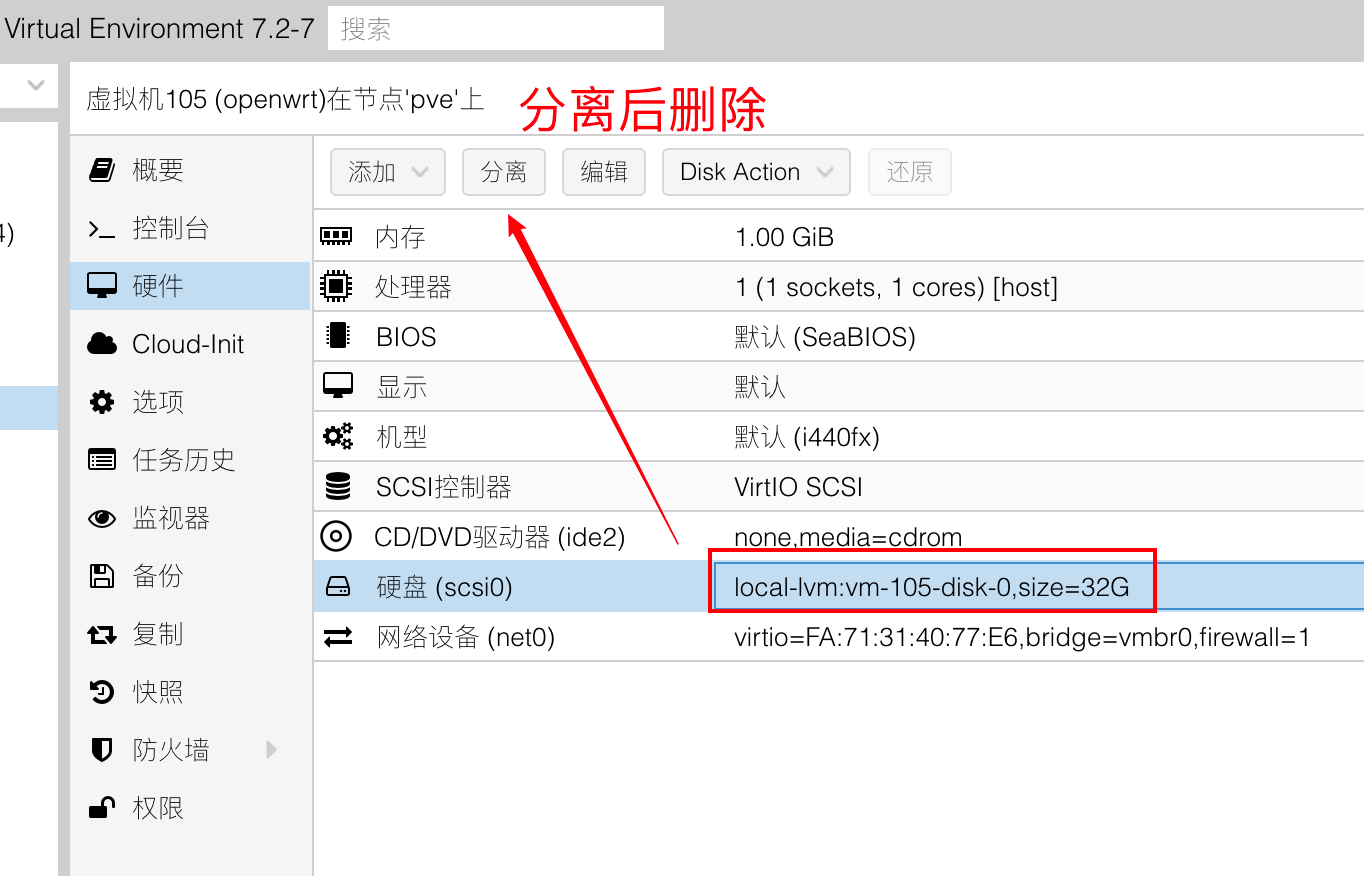 Virtual Environment 7.2-7 搜索
虚拟机105 (openwrt)在节点'pve'上
分离后删除
添加 分离 编辑 Disk Action 还原
4)
概要
控制台
硬件
Cloud-Init
选项
任务历史
监视器
备份
复制
快照
防火墙
权限
内存 1.00 GiB
处理器 1 (1 sockets, 1 cores) [host]
BIOS 默认 (SeaBIOS)
显示 默认
机型 默认 (i440fx)
SCSI控制器 VirtIO SCSI
CD/DVD驱动器 (ide2) none,media=cdrom
硬盘 (scsi0) local-lvm:vm-105-disk-0,size=32G
网络设备 (net0) virtio=FA:71:31:40:77:E6,bridge=vmbr0,firewall=1